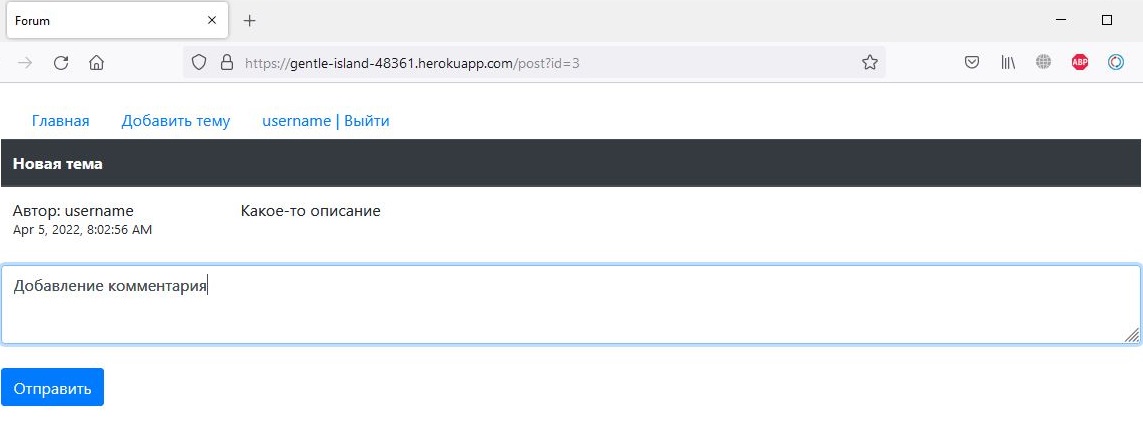 Forum
https://gentle-island-48361.herokuapp.com/post?id=3
ABP
Главная Добавить тему username | Выйти
Новая тема
Автор: username Какое-то описание
Apr 5, 2022, 8:02:56 AM
Добавление комментария
Отправить